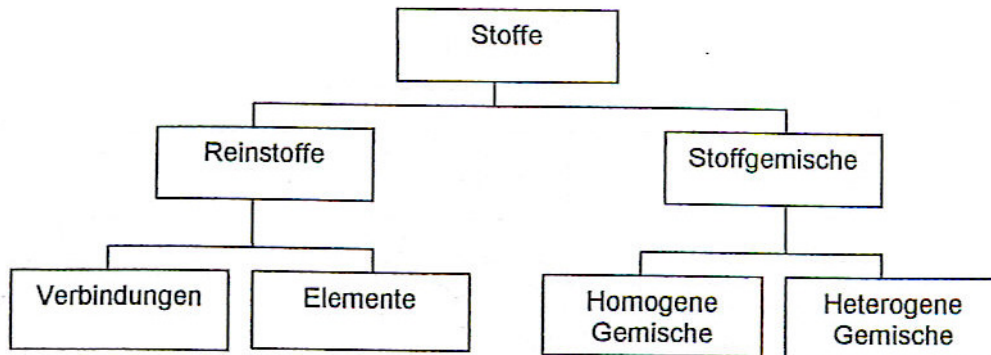 Stoffe
Reinstoffe
Stoffgemische
Verbindungen
Elemente
Homogene
Gemische
Heterogene
Gemische